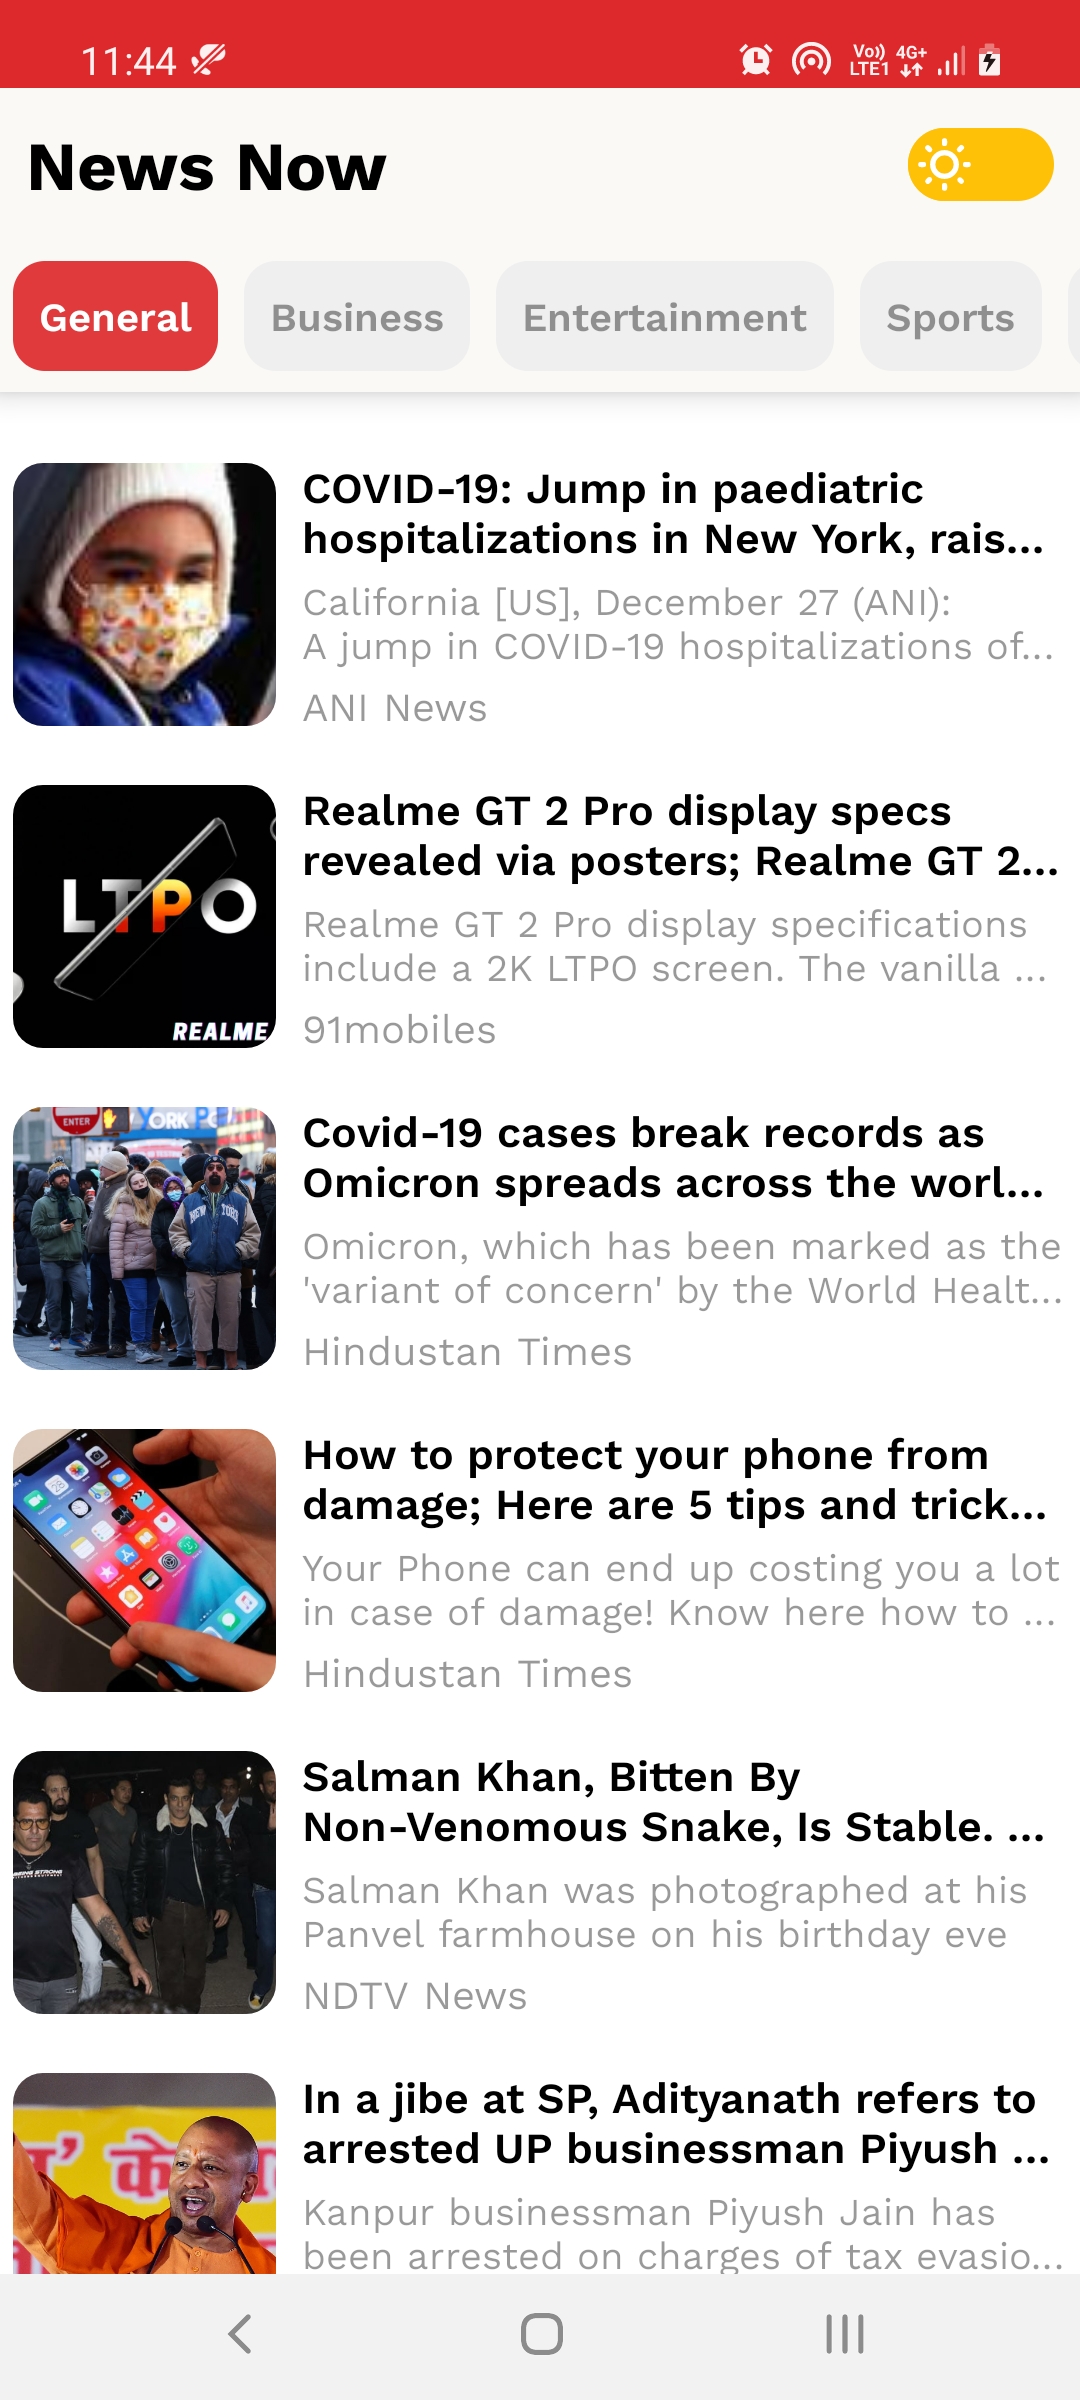 11:44
Vo)) LTE1 4G+
News Now
General Business Entertainment Sports
COVID-19: Jump in paediatric
hospitalizations in New York, rais...
California [US], December 27 (ANI):
A jump in COVID-19 hospitalizations of...
ANI News
LTPO
REALME
Realme GT 2 Pro display specs
revealed via posters; Realme GT 2...
Realme GT 2 Pro display specifications
include a 2K LTPO screen. The vanilla ...
91mobiles
ENTER
YORK
NEW YORK
Covid-19 cases break records as
Omicron spreads across the worl...
Omicron, which has been marked as the
'variant of concern' by the World Healt...
Hindustan Times
How to protect your phone from
damage; Here are 5 tips and trick...
Your Phone can end up costing you a lot
in case of damage! Know here how to ...
Hindustan Times
BEING STRONG
Salman Khan, Bitten By
Non-Venomous Snake, Is Stable. ...
Salman Khan was photographed at his
Panvel farmhouse on his birthday eve
NDTV News
के
In a jibe at SP, Adityanath refers to
arrested UP businessman Piyush ...
Kanpur businessman Piyush Jain has
been arrested on charges of tax evasio...